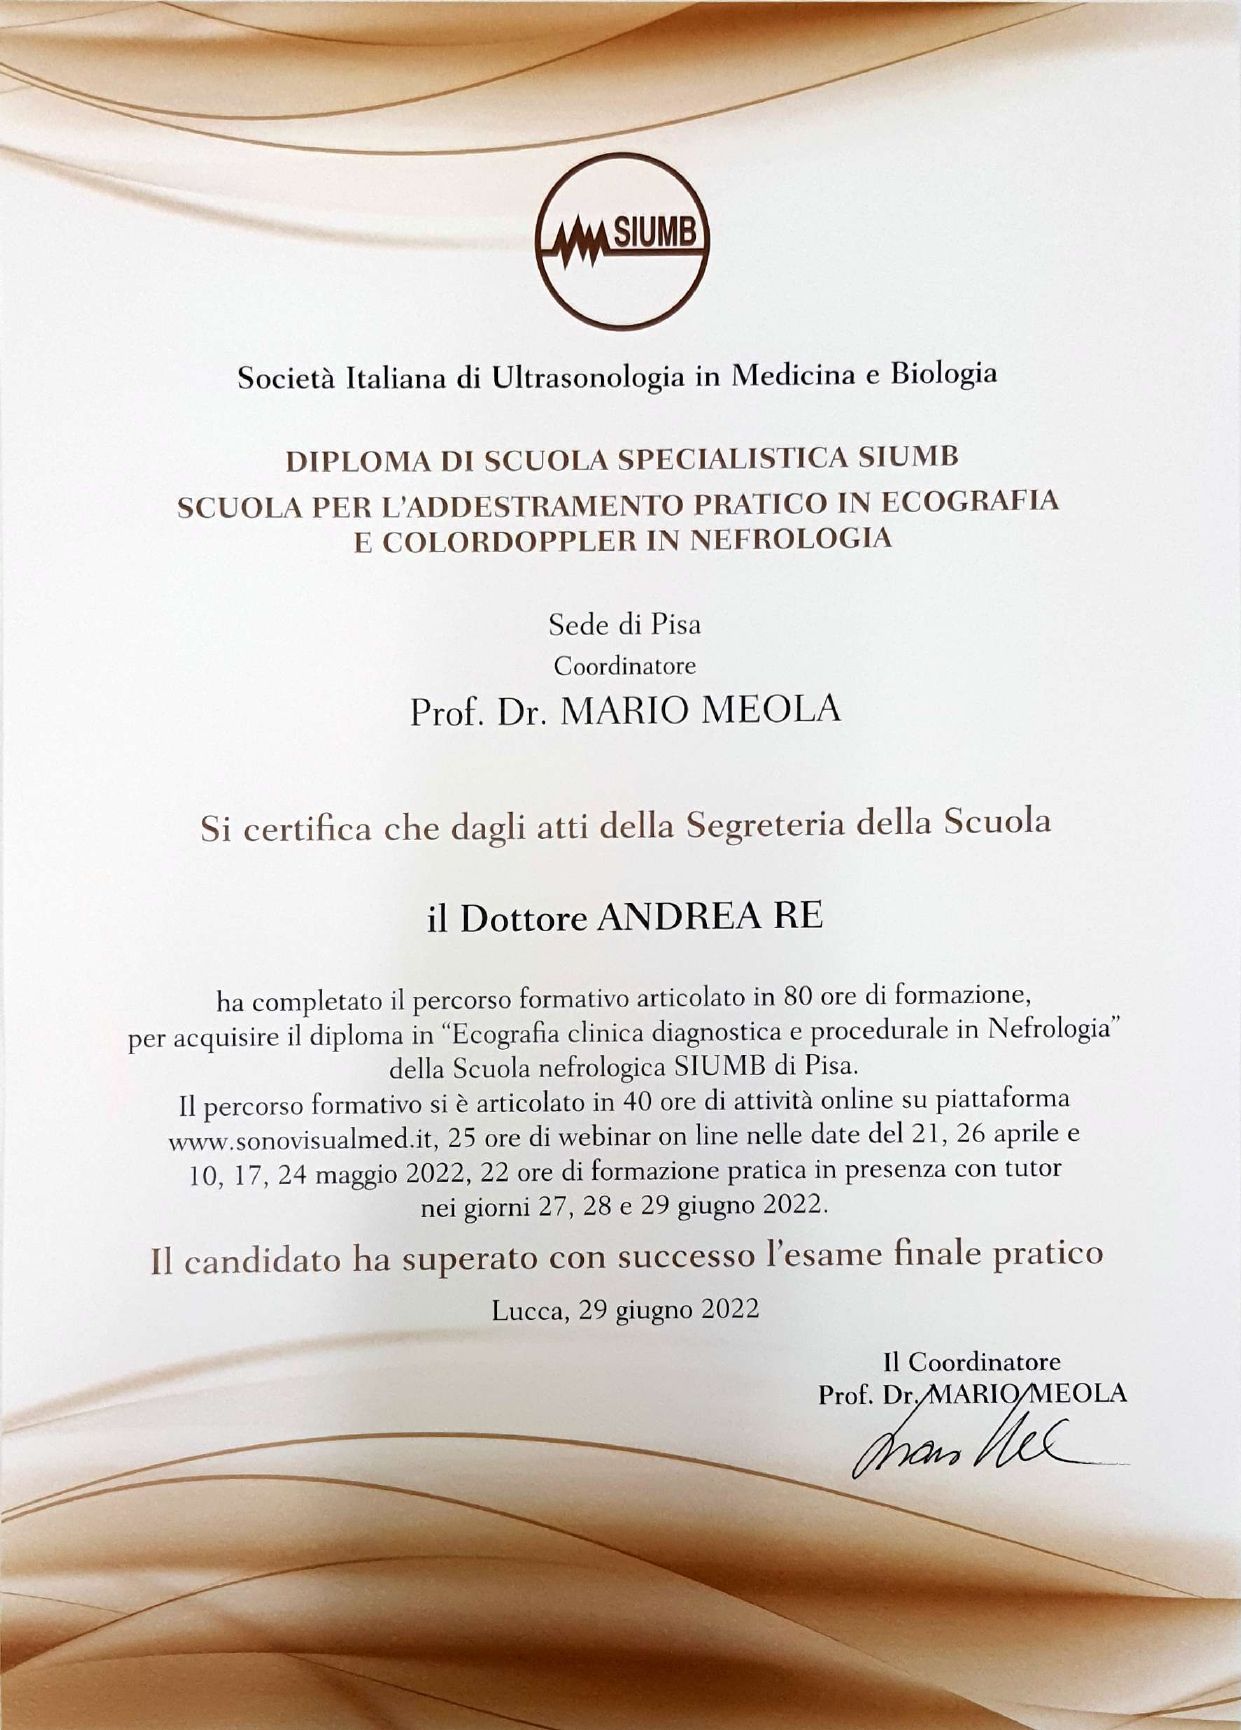 SIUMB
Società Italiana di Ultrasonologia in Medicina e Biologia
DIPLOMA DI SCUOLA SPECIALISTICA SIUMB
SCUOLA PER L'ADDESTRAMENTO PRATICO IN ECOGRAFIA
E COLORDOPPLER IN NEFROLOGIA
Sede di Pisa
Coordinatore
Prof. Dr. MARIO MEOLA
Si certifica che dagli atti della Segreteria della Scuola
il Dottore ANDREA RE
ha completato il percorso formativo articolato in 80 ore di formazione,
per acquisire il diploma in “Ecografia clinica diagnostica e procedurale in Nefrologia”
della Scuola nefrologica SIUMB di Pisa.
Il percorso formativo si è articolato in 40 ore di attività online su piattaforma
www.sonovisualmed.it, 25 ore di webinar on line nelle date del 21, 26 aprile e
10, 17, 24 maggio 2022, 22 ore di formazione pratica in presenza con tutor
nei giorni 27, 28 e 29 giugno 2022.
Il candidato ha superato con successo l'esame finale pratico
Lucca, 29 giugno 2022
Il Coordinatore
Prof. Dr. MARIO MEOLA